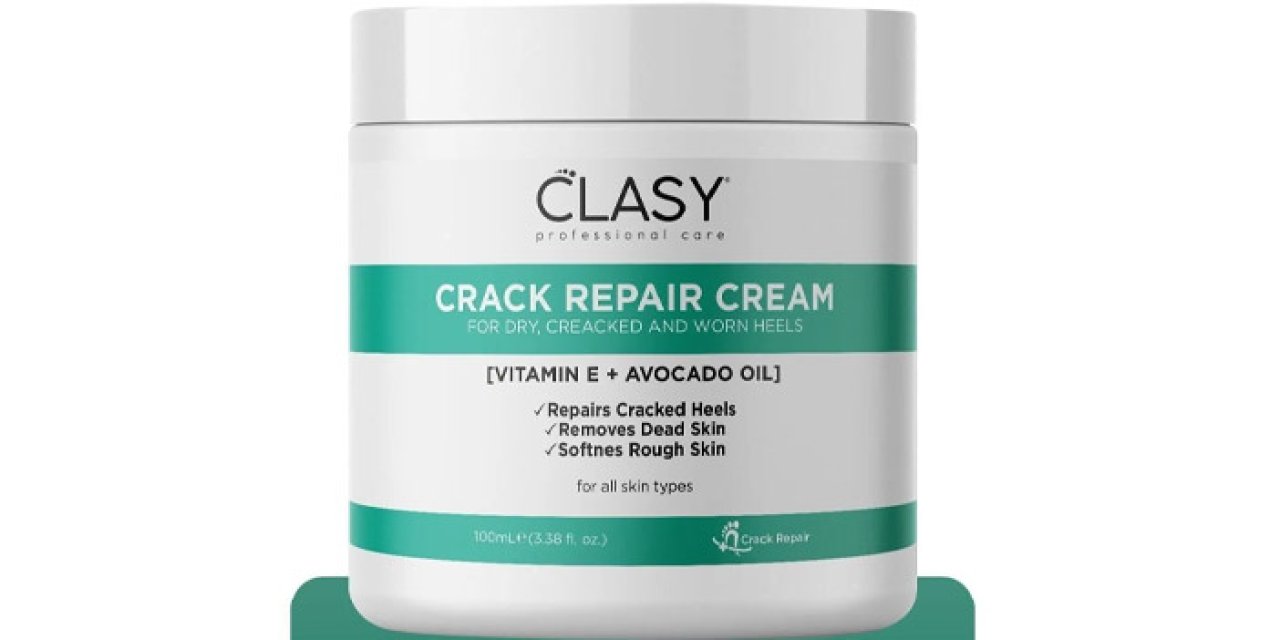 CLASY®
professional care
CRACK REPAIR CREAM
FOR DRY, CREACKED AND WORN HEELS
[VITAMIN E + AVOCADO OIL]
✓Repairs Cracked Heels
✓Removes Dead Skin
✓Softnes Rough Skin
for all skin types
100mL℮(3.38 fl. oz.)
Crack Repair